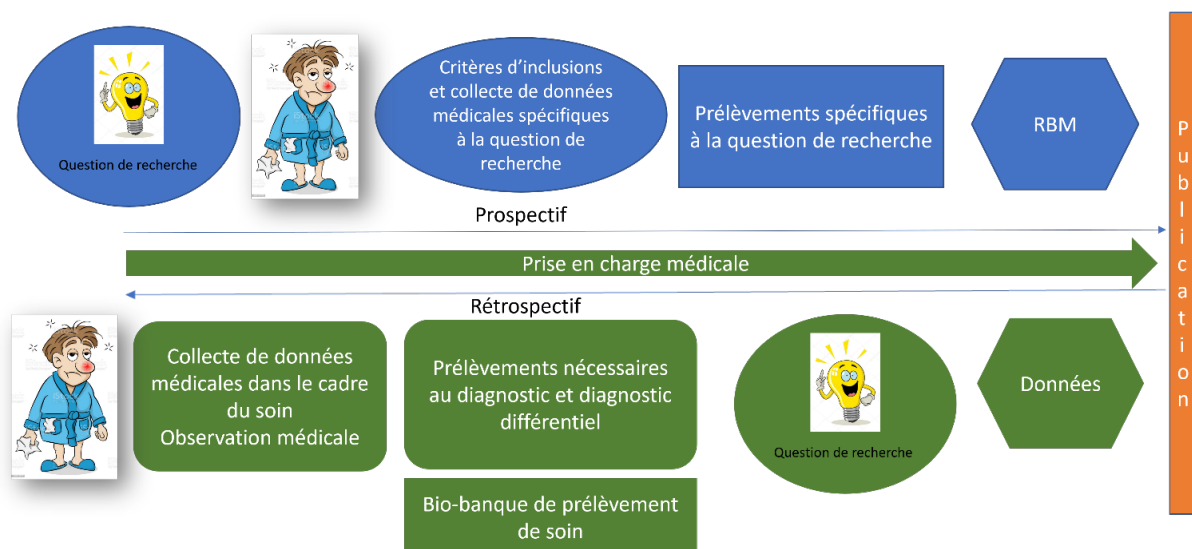 Question de recherche
Critères d'inclusions
et collecte de données
médicales spécifiques
à la question de
recherche
Prélèvements spécifiques
à la question de recherche
RBM
Publication
Prospectif
Prise en charge médicale
Rétrospectif
Collecte de données
médicales dans le cadre
du soin
Observation médicale
Prélèvements nécessaires
au diagnostic et diagnostic
différentiel
Question de recherche
Données
Bio-banque de prélèvement
de soin